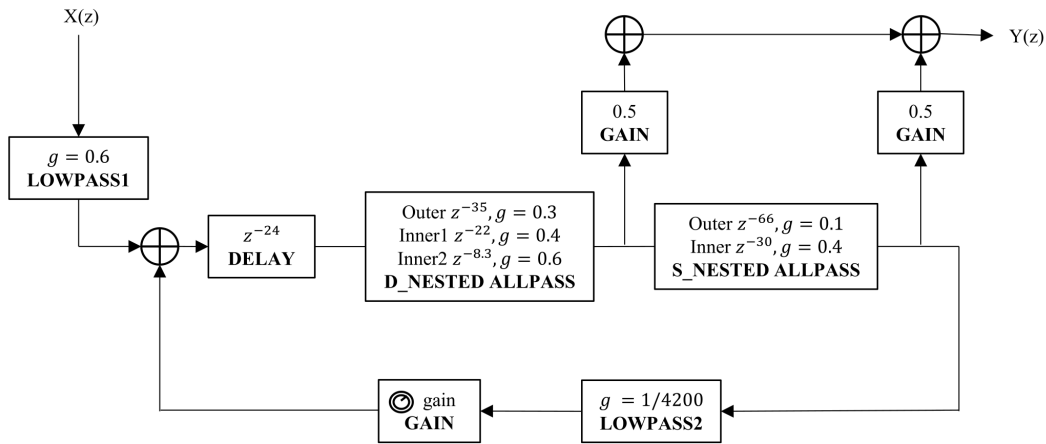 X(z)
Y(z)
0.5
GAIN
0.5
GAIN
g = 0.6
LOWPASS1
z⁻²⁴
DELAY
Outer z⁻³⁵, g = 0.3
Inner1 z⁻²², g = 0.4
Inner2 z⁻⁸·³, g = 0.6
D_NESTED ALLPASS
Outer z⁻⁶⁶, g = 0.1
Inner z⁻³⁰, g = 0.4
S_NESTED ALLPASS
gain
GAIN
g = 1/4200
LOWPASS2